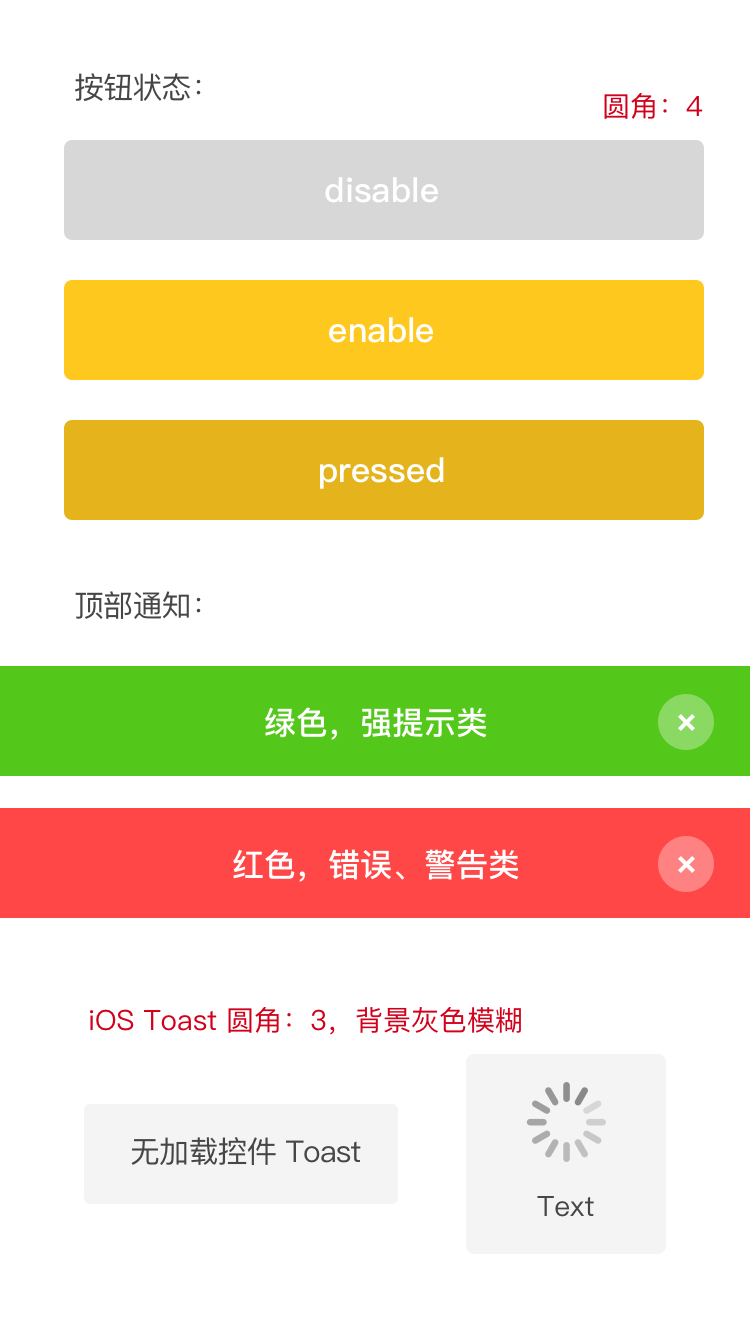 按钮状态：
圆角：4
disable
enable
pressed
顶部通知：
绿色，强提示类
红色，错误、警告类
iOS Toast 圆角：3，背景灰色模糊
无加载控件 Toast
Text